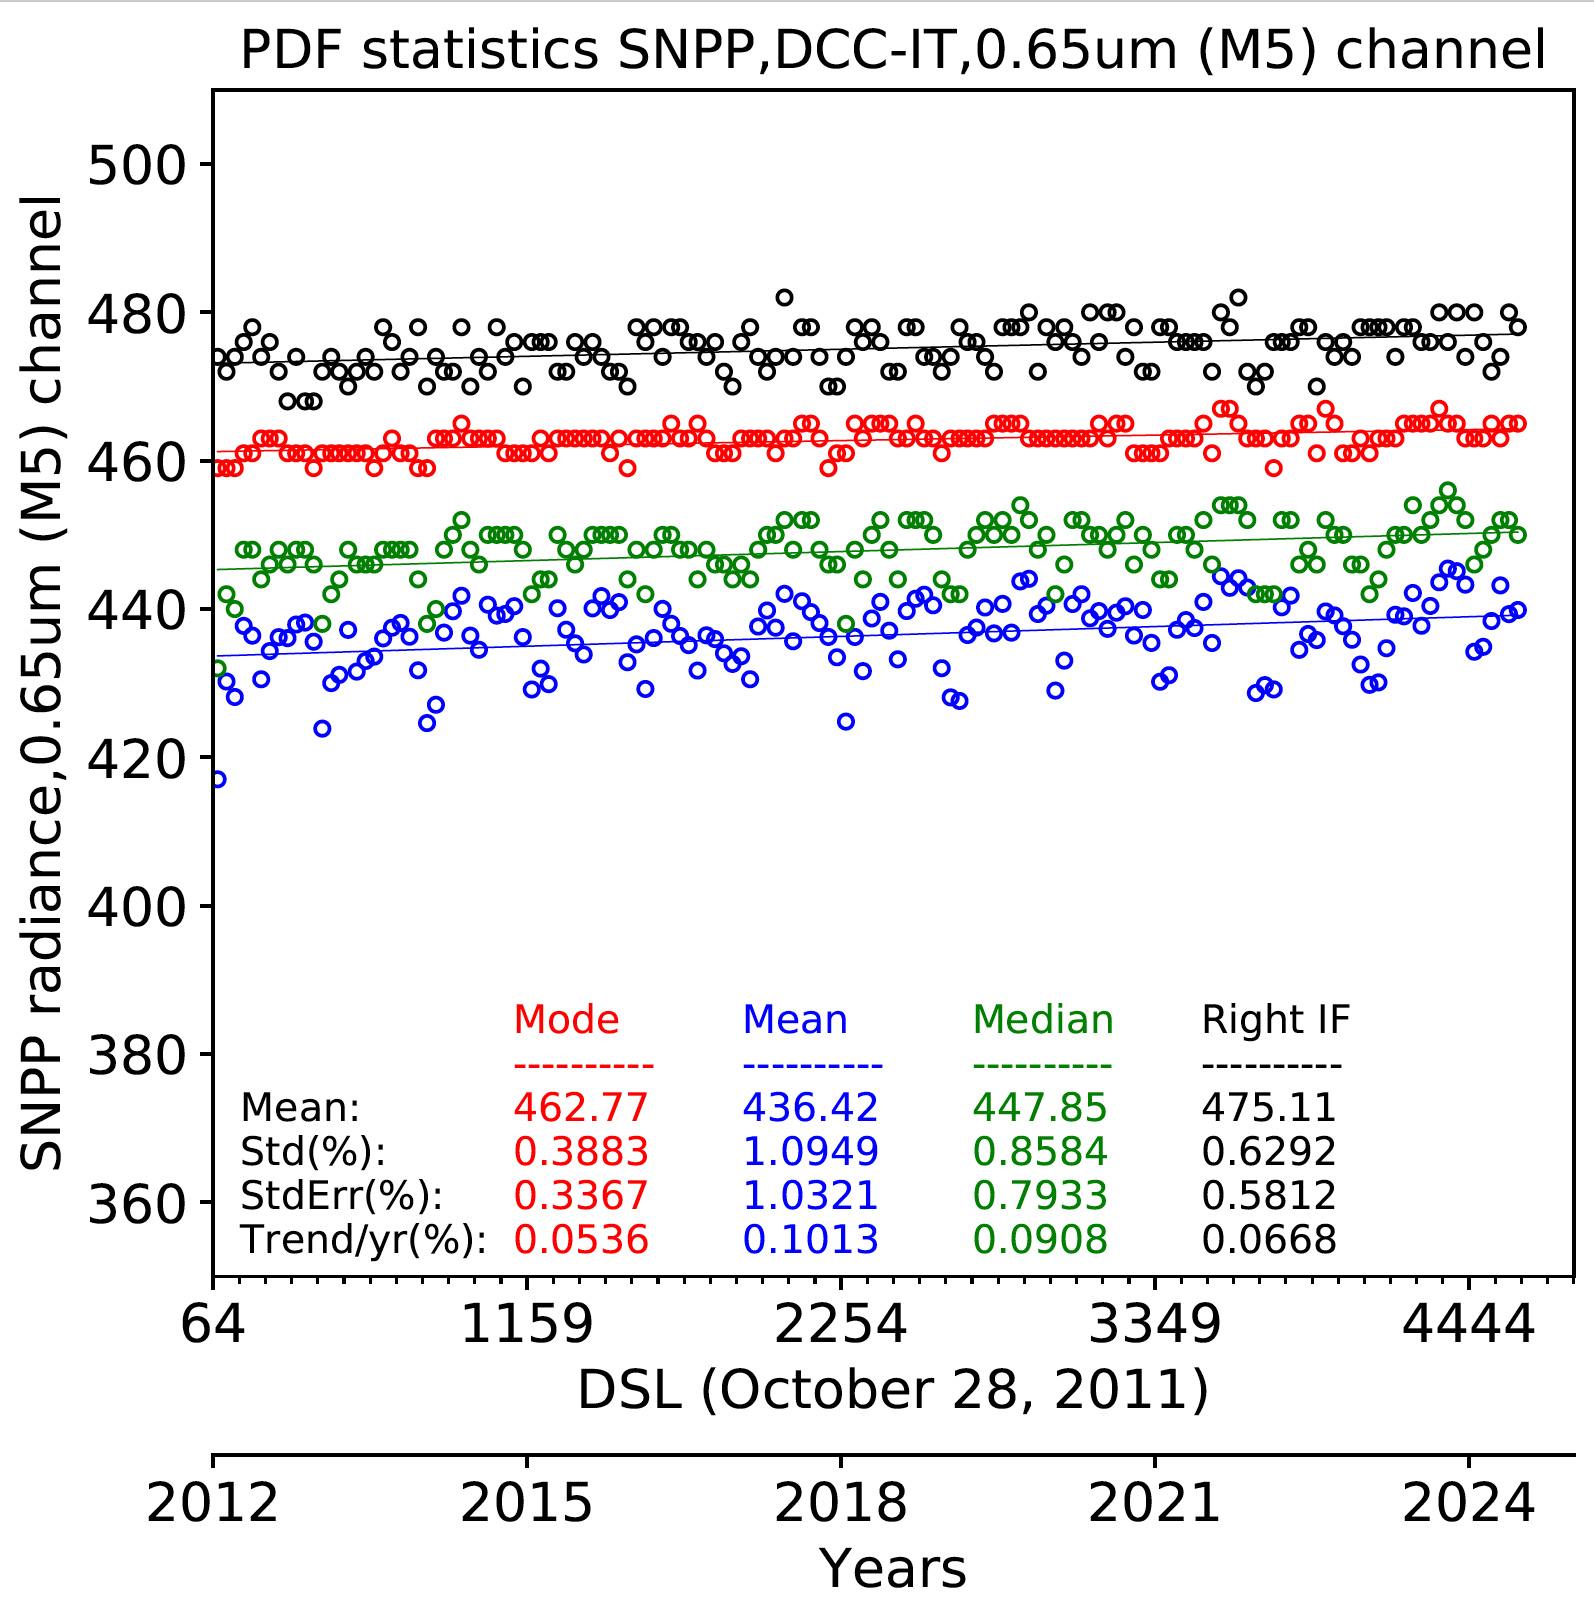 PDF statistics SNPP,DCC-IT,0.65um (M5) channel
SNPP radiance,0.65um (M5) channel
500
480
460
440
420
400
380
360
Mode Mean Median Right IF
---------- ---------- ---------- ----------
Mean: 462.77 436.42 447.85 475.11
Std(%): 0.3883 1.0949 0.8584 0.6292
StdErr(%): 0.3367 1.0321 0.7933 0.5812
Trend/yr(%): 0.0536 0.1013 0.0908 0.0668
64 1159 2254 3349 4444
DSL (October 28, 2011)
2012 2015 2018 2021 2024
Years